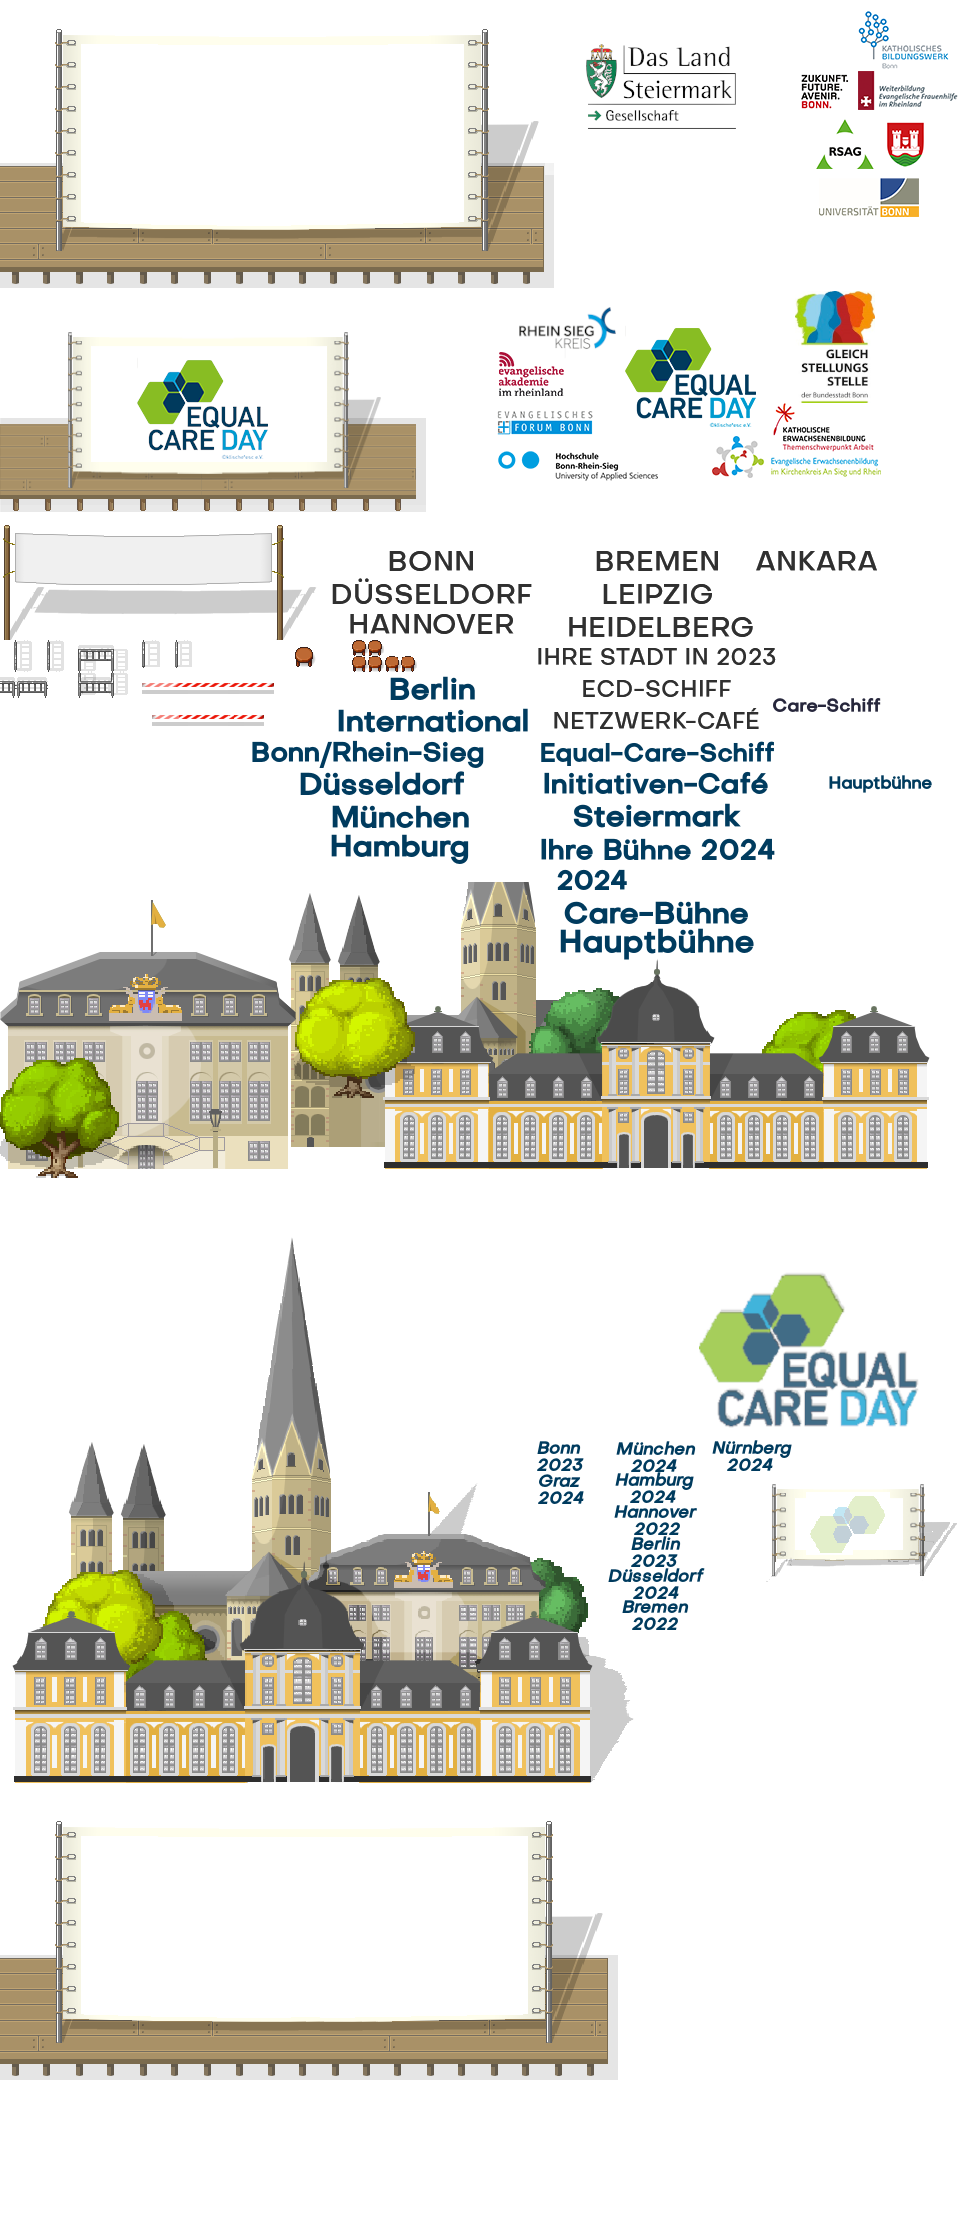 Das Land
Steiermark
→ Gesellschaft
KATHOLISCHES
BILDUNGSWERK
Bonn
ZUKUNFT.
FUTURE.
AVENIR.
BONN.
Weiterbildung
Evangelische Frauenhilfe
im Rheinland
RSAG
UNIVERSITÄT BONN
RHEIN SIEG
KREIS
evangelische
akademie
im rheinland
EVANGELISCHES
FORUM BONN
Hochschule
Bonn-Rhein-Sieg
University of Applied Sciences
EQUAL
CARE DAY
©klische*esc e.V.
GLEICH
STELLUNGS
STELLE
der Bundesstadt Bonn
KATHOLISCHE
ERWACHSENENBILDUNG
Themenschwerpunkt Arbeit
Evangelische Erwachsenenbildung
im Kirchenkreis An Sieg und Rhein
EQUAL
CARE DAY
©klische*esc e.V.
BONN
DÜSSELDORF
HANNOVER
BREMEN
LEIPZIG
HEIDELBERG
ANKARA
IHRE STADT IN 2023
ECD-SCHIFF
NETZWERK-CAFÉ
Care-Schiff
Berlin
International
Bonn/Rhein-Sieg
Düsseldorf
München
Hamburg
Equal-Care-Schiff
Initiativen-Café
Steiermark
Ihre Bühne 2024
2024
Care-Bühne
Hauptbühne
Hauptbühne
EQUAL
CARE DAY
Bonn
2023
Graz
2024
München
2024
Hamburg
2024
Hannover
2022
Berlin
2023
Düsseldorf
2024
Bremen
2022
Nürnberg
2024